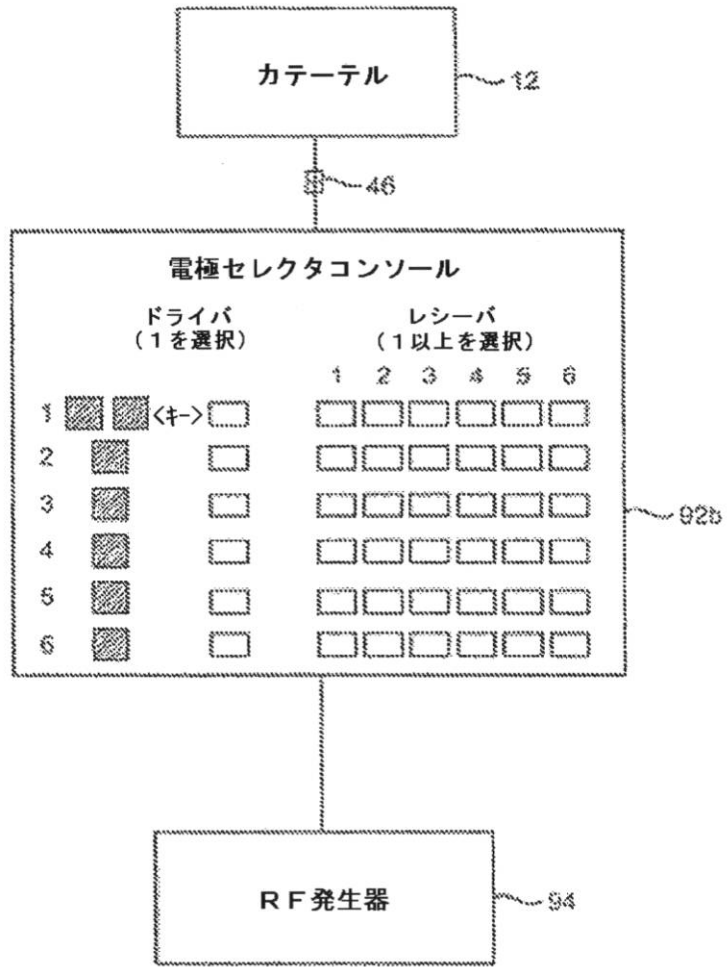 カテーテル
12
46
電極セレクタコンソール
ドライバ
(1を選択)
レシーバ
(1以上を選択)
1 2 3 4 5 6
1 <キー>
2
3
4
5
6
92b
RF発生器
94